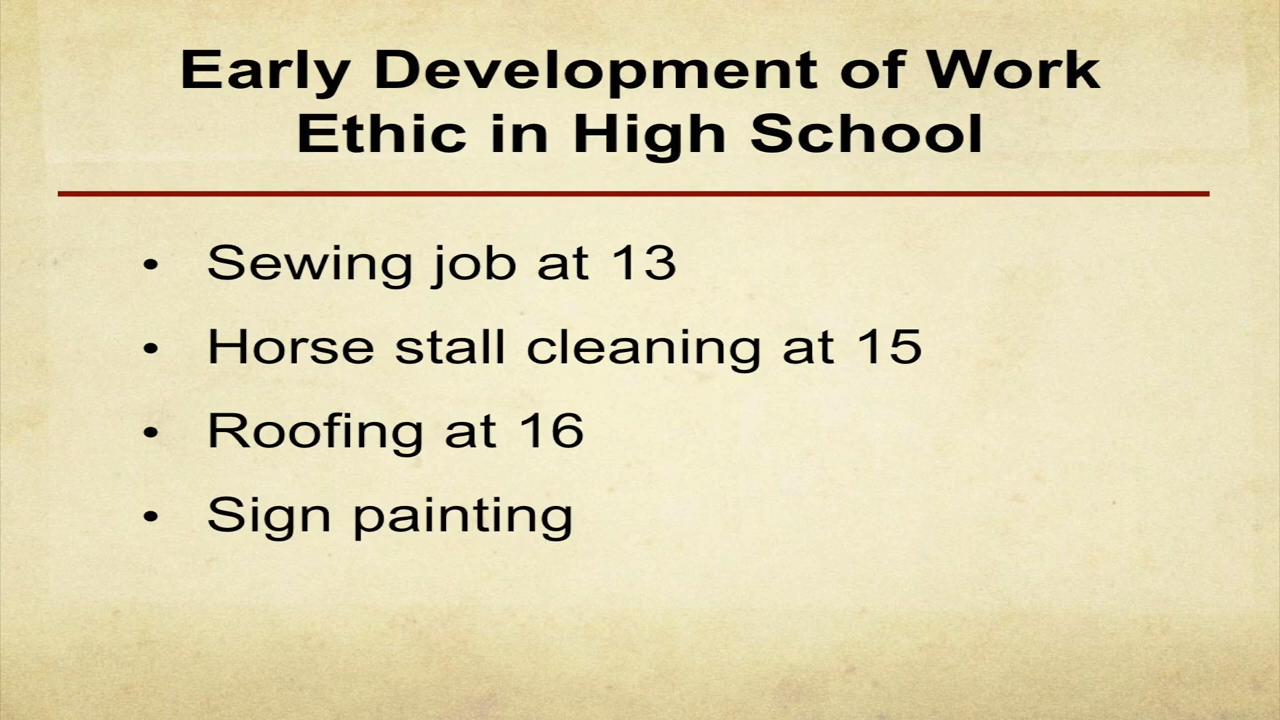 Early Development of Work
Ethic in High School
• Sewing job at 13
• Horse stall cleaning at 15
• Roofing at 16
• Sign painting